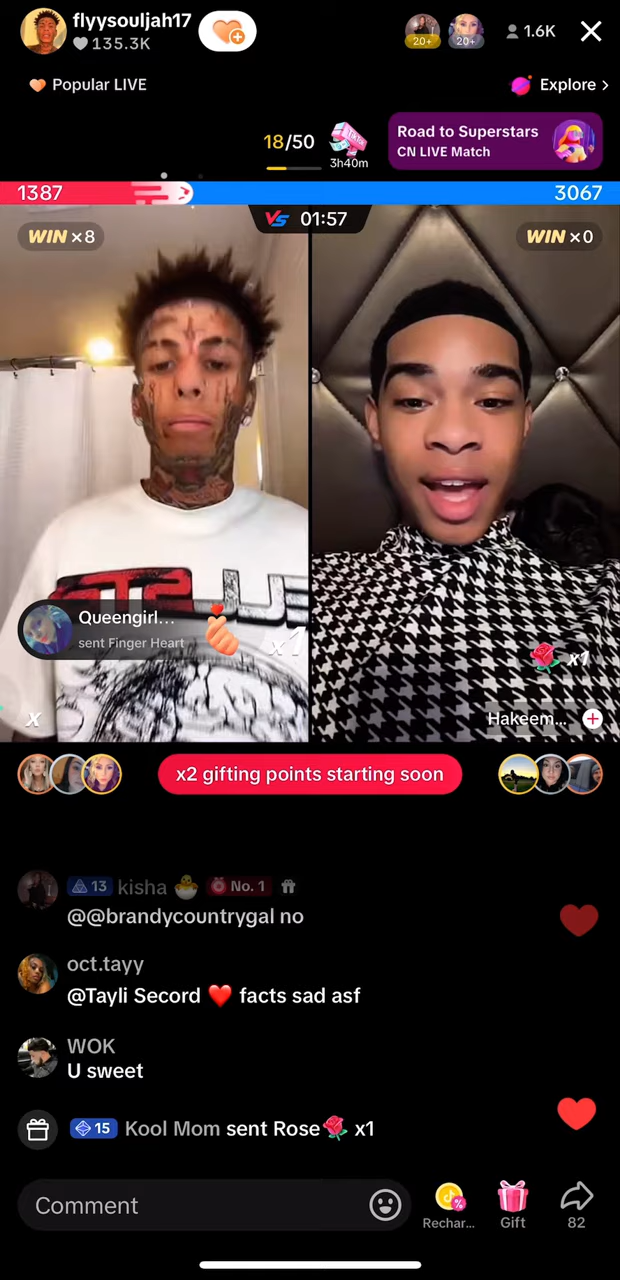 flyysouljah17
135.3K
20+
20+
1.6K
Popular LIVE
Explore >
18/50
3h40m
Road to Superstars
CN LIVE Match
1387
3067
VS 01:57
WIN ×8
WIN ×0
Queengirl...
sent Finger Heart
x1
x1
x
Hakeem...
x2 gifting points starting soon
13 kisha No. 1
@@brandycountrygal no
oct.tayy
@Tayli Secord ❤️ facts sad asf
WOK
U sweet
15 Kool Mom sent Rose🌹 x1
Comment
Rechar...
Gift
82